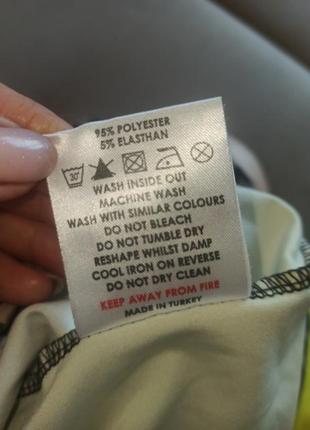 95% POLYESTER
5% ELASTHAN
30°
WASH INSIDE OUT
MACHINE WASH
WASH WITH SIMILAR COLOURS
DO NOT BLEACH
DO NOT TUMBLE DRY
RESHAPE WHILST DAMP
COOL IRON ON REVERSE
DO NOT DRY CLEAN
KEEP AWAY FROM FIRE
MADE IN TURKEY